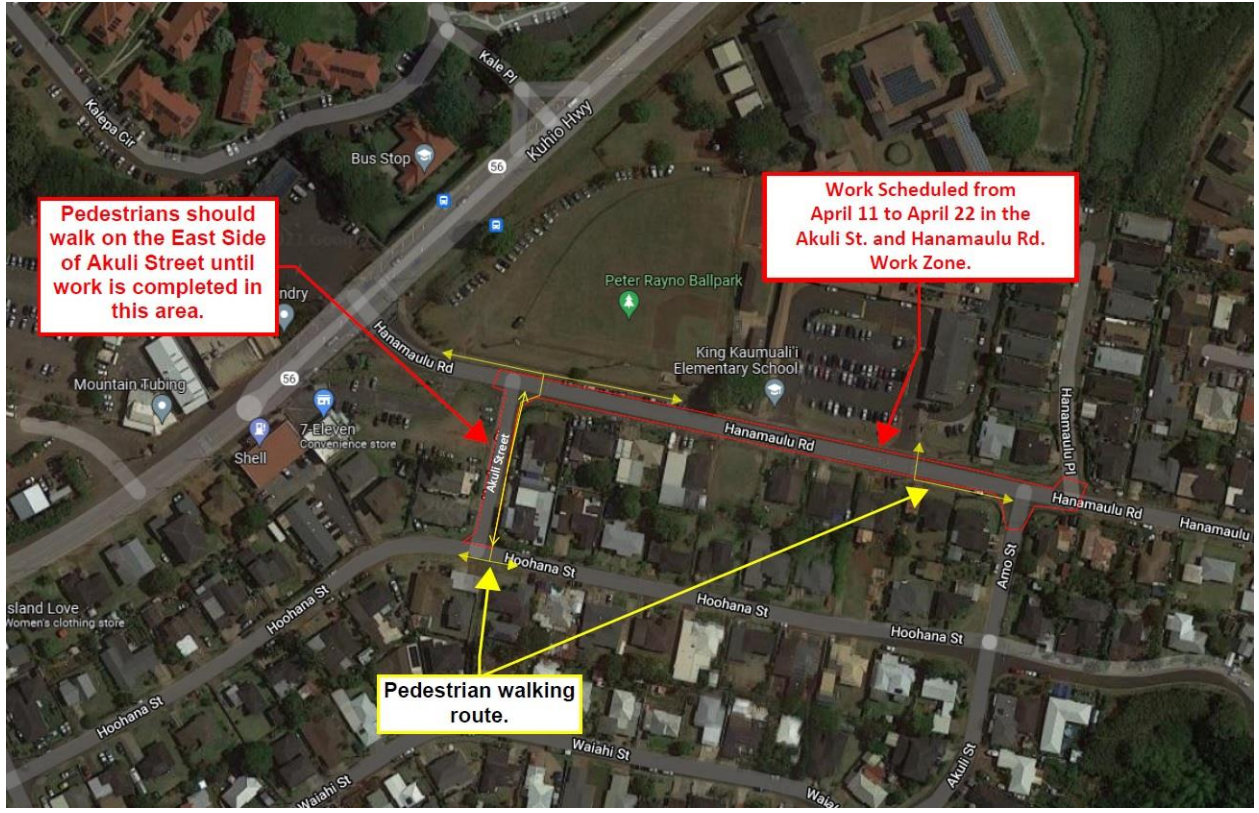 Kale Pl
Kalepa Cir
Kuhio Hwy
Bus Stop
56
Pedestrians should
walk on the East Side
of Akuli Street until
work is completed in
this area.
Work Scheduled from
April 11 to April 22 in the
Akuli St. and Hanamaulu Rd.
Work Zone.
Peter Rayno Ballpark
ndry
Hanamaulu Rd
King Kaumuali'i
Elementary School
Mountain Tubing
56
7-Eleven
Convenience store
Shell
Akuli Street
Hanamaulu Rd
Hanamaulu Pl
Hanamaulu Rd
Hanamaulu
Hoohana St
Amo St
Hoohana St
Hoohana St
Hoohana St
sland Love
Women's clothing store
Pedestrian walking
route.
Hoohana St
Waiahi St
Waiahi St
Akuli St
Waia